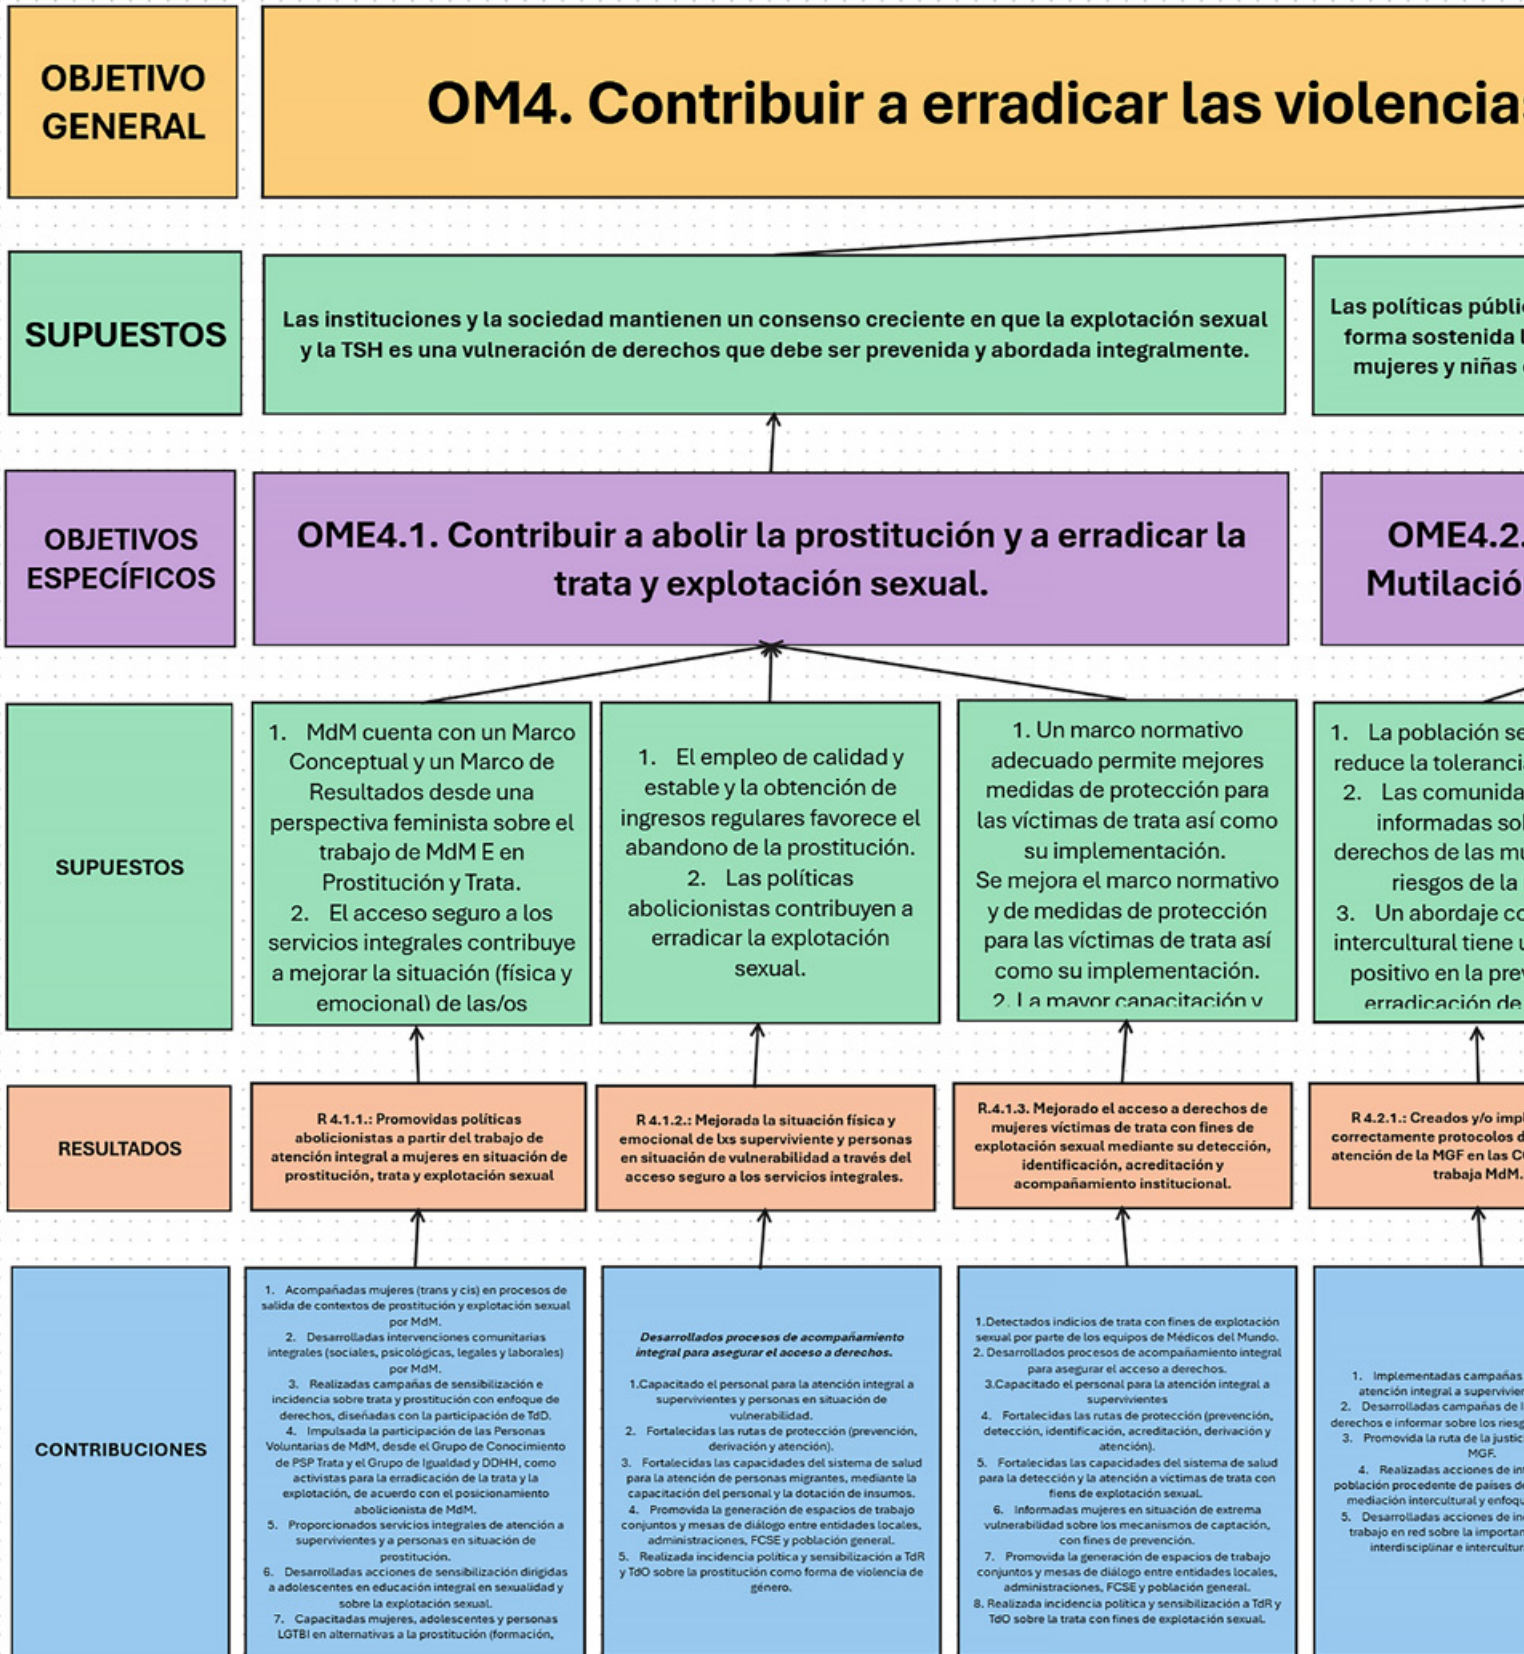 OBJETIVO
GENERAL
OM4. Contribuir a erradicar las violencias
SUPUESTOS
Las instituciones y la sociedad mantienen un consenso creciente en que la explotación sexual
y la TSH es una vulneración de derechos que debe ser prevenida y abordada integralmente.
Las políticas públi
forma sostenida
mujeres y niñas
OBJETIVOS
ESPECÍFICOS
OME4.1. Contribuir a abolir la prostitución y a erradicar la
trata y explotación sexual.
OME4.2.
Mutilació
SUPUESTOS
1. MdM cuenta con un Marco
Conceptual y un Marco de
Resultados desde una
perspectiva feminista sobre el
trabajo de MdM E en
Prostitución y Trata.
2. El acceso seguro a los
servicios integrales contribuye
a mejorar la situación (física y
emocional) de las/os
1. El empleo de calidad y
estable y la obtención de
ingresos regulares favorece el
abandono de la prostitución.
2. Las políticas
abolicionistas contribuyen a
erradicar la explotación
sexual.
1. Un marco normativo
adecuado permite mejores
medidas de protección para
las víctimas de trata así como
su implementación.
Se mejora el marco normativo
y de medidas de protección
para las víctimas de trata así
como su implementación.
2. La mayor capacitación y
1. La población se
reduce la toleranci
2. Las comunida
informadas so
derechos de las mu
riesgos de la
3. Un abordaje co
intercultural tiene
positivo en la pre
erradicación de
RESULTADOS
R 4.1.1.: Promovidas políticas
abolicionistas a partir del trabajo de
atención integral a mujeres en situación de
prostitución, trata y explotación sexual
R 4.1.2.: Mejorada la situación física y
emocional de lxs superviviente y personas
en situación de vulnerabilidad a través del
acceso seguro a los servicios integrales.
R.4.1.3. Mejorado el acceso a derechos de
mujeres víctimas de trata con fines de
explotación sexual mediante su detección,
identificación, acreditación y
acompañamiento institucional.
R 4.2.1.: Creados y/o impl
correctamente protocolos d
atención de la MGF en las C
trabaja MdM.
CONTRIBUCIONES
1. Acompañadas mujeres (trans y cis) en procesos de
salida de contextos de prostitución y explotación sexual
por MdM.
2. Desarrolladas intervenciones comunitarias
integrales (sociales, psicológicas, legales y laborales)
por MdM.
3. Realizadas campañas de sensibilización e
incidencia sobre trata y prostitución con enfoque de
derechos, diseñadas con la participación de TdD.
4. Impulsada la participación de las Personas
Voluntarias de MdM, desde el Grupo de Conocimiento
de PSP Trata y el Grupo de Igualdad y DDHH, como
activistas para la erradicación de la trata y la
explotación, de acuerdo con el posicionamiento
abolicionista de MdM.
5. Proporcionados servicios integrales de atención a
supervivientes y a personas en situación de
prostitución.
6. Desarrolladas acciones de sensibilización dirigidas
a adolescentes en educación integral en sexualidad y
sobre la explotación sexual.
7. Capacitadas mujeres, adolescentes y personas
LGTBI en alternativas a la prostitución (formación,
Desarrollados procesos de acompañamiento
integral para asegurar el acceso a derechos.
1.Capacitado el personal para la atención integral a
supervivientes y personas en situación de
vulnerabilidad.
2. Fortalecidas las rutas de protección (prevención,
derivación y atención).
3. Fortalecidas las capacidades del sistema de salud
para la atención de personas migrantes, mediante la
capacitación del personal y la dotación de insumos.
4. Promovida la generación de espacios de trabajo
conjuntos y mesas de diálogo entre entidades locales,
administraciones, FCSE y población general.
5. Realizada incidencia política y sensibilización a TdR
y TdO sobre la prostitución como forma de violencia de
género.
1.Detectados indicios de trata con fines de explotación
sexual por parte de los equipos de Médicos del Mundo.
2. Desarrollados procesos de acompañamiento integral
para asegurar el acceso a derechos.
3.Capacitado el personal para la atención integral a
supervivientes
4. Fortalecidas las rutas de protección (prevención,
detección, identificación, acreditación, derivación y
atención).
5. Fortalecidas las capacidades del sistema de salud
para la detección y la atención a víctimas de trata con
fiens de explotación sexual.
6. Informadas mujeres en situación de extrema
vulnerabilidad sobre los mecanismos de captación,
con fines de prevención.
7. Promovida la generación de espacios de trabajo
conjuntos y mesas de diálogo entre entidades locales,
administraciones, FCSE y población general.
8. Realizada incidencia política y sensibilización a TdR y
TdO sobre la trata con fines de explotación sexual.
1. Implementadas campañas
atención integral a supervivien
2. Desarrolladas campañas de
derechos e informar sobre los riesg
3. Promovida la ruta de la justic
MGF.
4. Realizadas acciones de in
población procedente de países de
mediación intercultural y enfoqu
5. Desarrolladas acciones de in
trabajo en red sobre la importan
interdisciplinar e intercultur